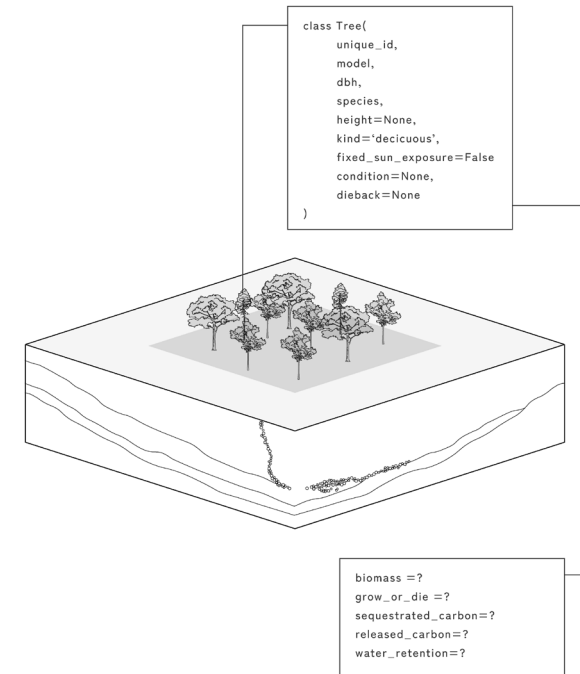 class Tree(
unique_id,
model,
dbh,
species,
height=None,
kind=‘decicuous’,
fixed_sun_exposure=False
condition=None,
dieback=None
)
biomass =?
grow_or_die =?
sequestrated_carbon=?
released_carbon=?
water_retention=?